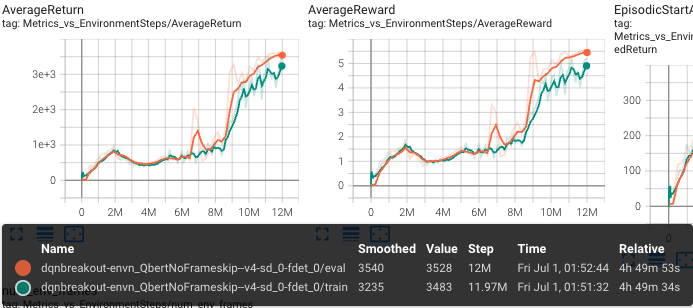 AverageReturn
tag: Metrics_vs_EnvironmentSteps/AverageReturn
3e+3
2e+3
1e+3
0
0 2M 4M 6M 8M 10M 12M
AverageReward
tag: Metrics_vs_EnvironmentSteps/AverageReward
5
4
3
2
1
0
0 2M 4M 6M 8M 10M 12M
EpisodicStartA
tag:
Metrics_vs_Envir
edReturn
300
200
100
0
0
Name Smoothed Value Step Time Relative
dqnbreakout-envn_QbertNoFrameskip-v4-sd_0-fdet_0/eval 3540 3528 12M Fri Jul 1, 01:52:44 4h 49m 53s
dqnbreakout-envn_QbertNoFrameskip-v4-sd_0-fdet_0/train 3235 3483 11.97M Fri Jul 1, 01:51:32 4h 49m 34s
tag: Metrics_vs_EnvironmentSteps/num_env_frames